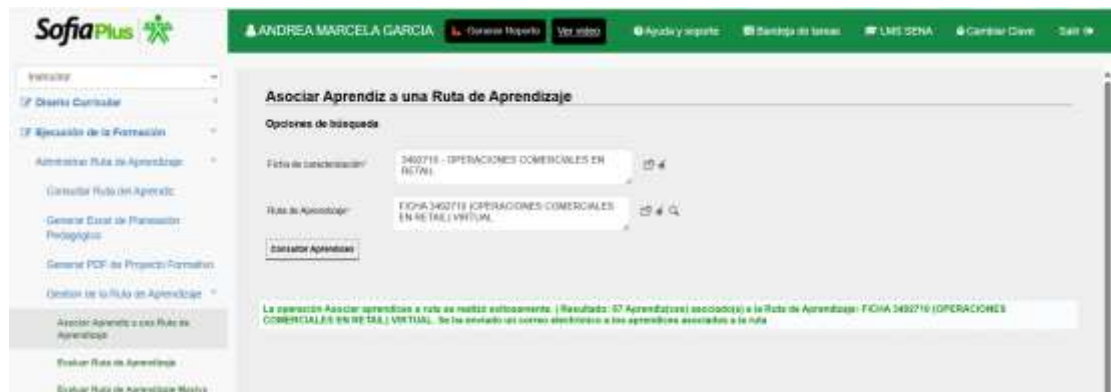 SofiaPlus
ANDREA MARCELA GARCIA
Generar Reporte
Ver video
Ayuda y soporte
Bandeja de tareas
LMS SENA
Cambiar Clave
Salir
Instructor
Diseño Curricular
Ejecución de la Formación
Administrar Ruta de Aprendizaje
Consultar Ruta del Aprendiz
Generar Excel de Planeación
Pedagógica
General PDF de Proyecto Formativo
Gestión de la Ruta de Aprendizaje
Asociar Aprendiz a una Ruta de
Aprendizaje
Evaluar Ruta de Aprendizaje
Evaluar Ruta de Aprendizaje Masiva
Asociar Aprendiz a una Ruta de Aprendizaje
Opciones de búsqueda
Ficha de caracterización*
3492710 - OPERACIONES COMERCIALES EN
RETAIL
Ruta de Aprendizaje*
FICHA 3492710 (OPERACIONES COMERCIALES
EN RETAIL) VIRTUAL
Consultar Aprendices
La operación Asociar aprendices a ruta se realizó exitosamente. | Resultado: 57 Aprendiz(ces) asociado(s) a la Ruta de Aprendizaje: FICHA 3492710 (OPERACIONES
COMERCIALES EN RETAIL) VIRTUAL. Se ha enviado un correo electrónico a los aprendices asociados a la ruta